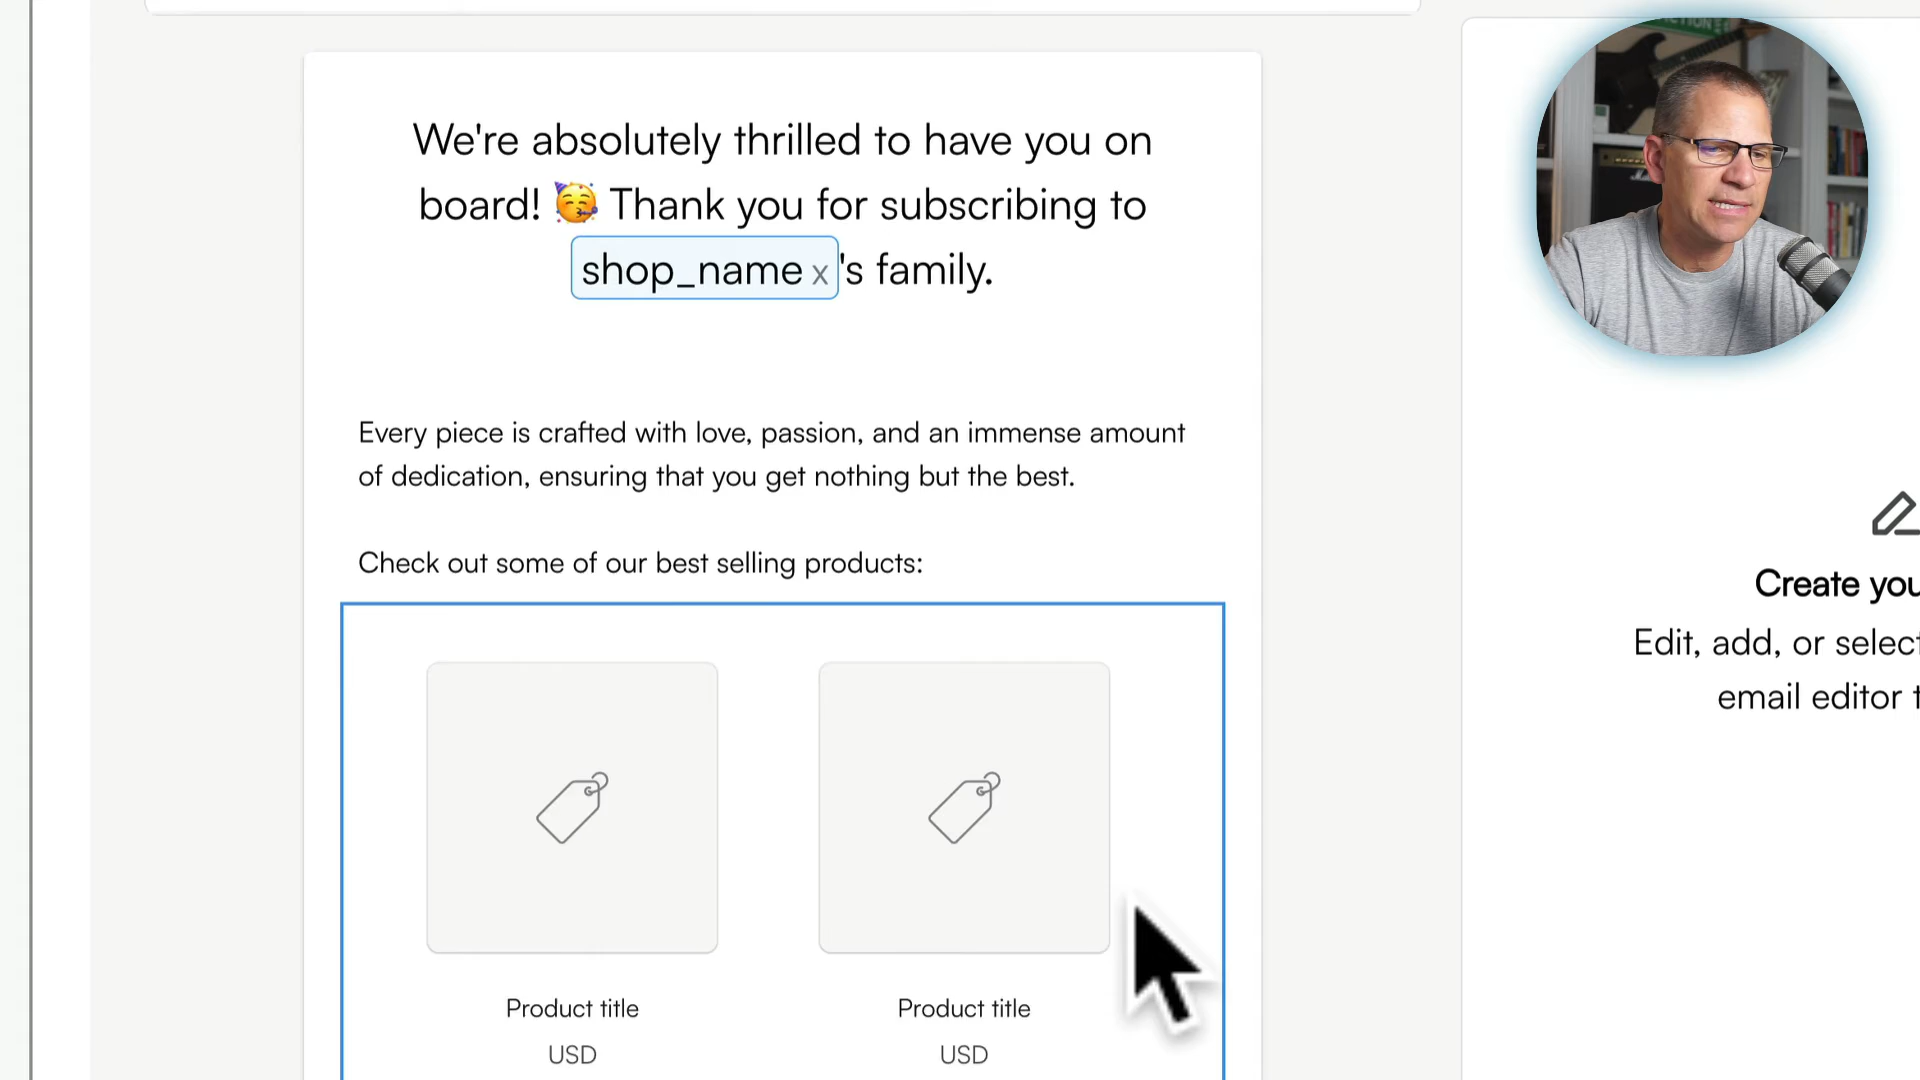 We're absolutely thrilled to have you on
board! 🥳 Thank you for subscribing to
shop_name x's family.
Every piece is crafted with love, passion, and an immense amount
of dedication, ensuring that you get nothing but the best.
Check out some of our best selling products:
Product title
USD
Product title
USD
Create you
Edit, add, or select
email editor t